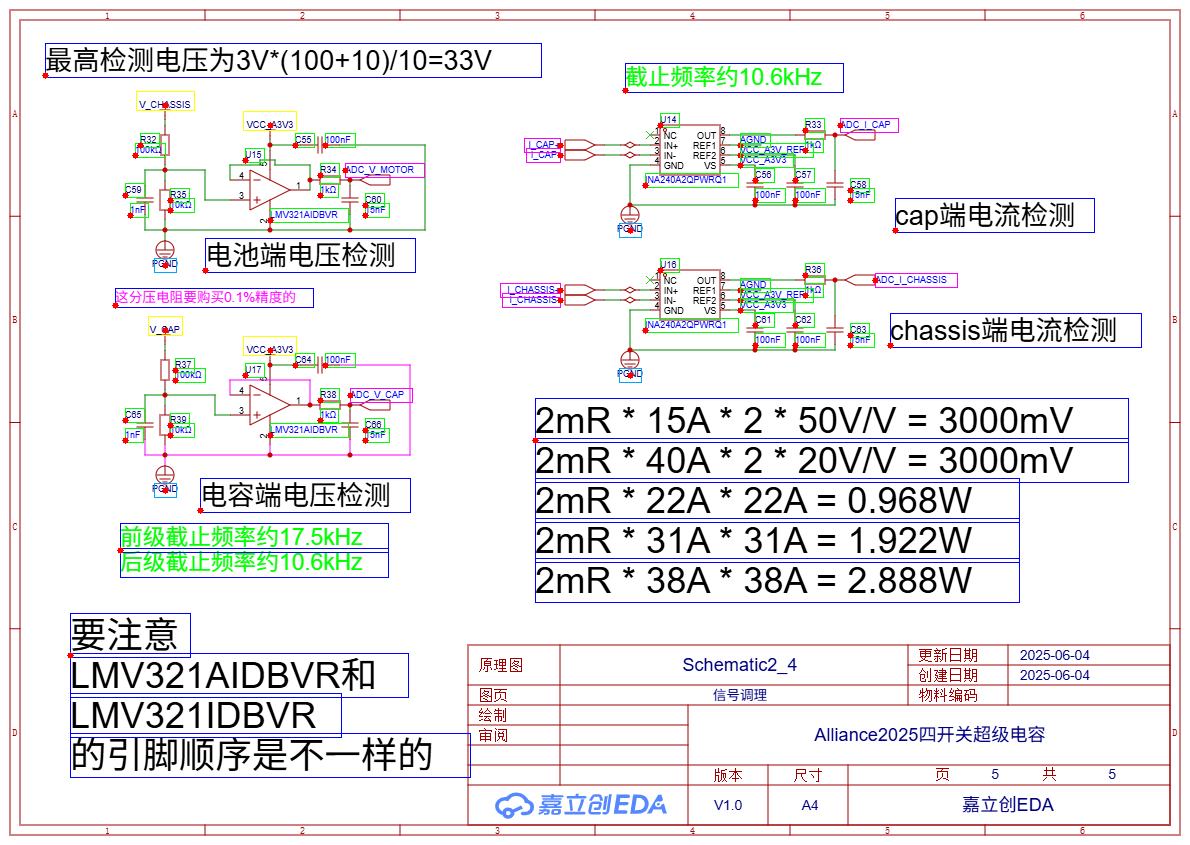 1 2 3 4 5 6
最高检测电压为3V*(100+10)/10=33V
V_CHASSIS
R32
100kΩ
C59
1nF
R35
10kΩ
PGND
VCC_A3V3
U15
C55
100nF
4
3
1
5
2
LMV321AIDBVR
R34
1kΩ
ADC_V_MOTOR
C60
15nF
电池端电压检测
这分压电阻要购买0.1%精度的
V_CAP
R37
100kΩ
C65
1nF
R39
10kΩ
PGND
VCC_A3V3
U17
C64
100nF
4
3
1
5
2
LMV321AIDBVR
R38
1kΩ
ADC_V_CAP
C66
15nF
电容端电压检测
前级截止频率约17.5kHz
后级截止频率约10.6kHz
要注意
LMV321AIDBVR和
LMV321IDBVR
的引脚顺序是不一样的
截止频率约10.6kHz
I_CAP+
I_CAP-
U14
1 NC OUT 8
2 IN+ REF1 7
3 IN- REF2 6
4 GND VS 5
INA240A2QPWRQ1
AGND
VCC_A3V_REF
VCC_A3V3
R33
1kΩ
ADC_I_CAP
C56
100nF
C57
100nF
C58
15nF
PGND
cap端电流检测
I_CHASSIS+
I_CHASSIS-
U16
1 NC OUT 8
2 IN+ REF1 7
3 IN- REF2 6
4 GND VS 5
INA240A2QPWRQ1
AGND
VCC_A3V_REF
VCC_A3V3
R36
1kΩ
ADC_I_CHASSIS
C61
100nF
C62
100nF
C63
15nF
PGND
chassis端电流检测
2mR * 15A * 2 * 50V/V = 3000mV
2mR * 40A * 2 * 20V/V = 3000mV
2mR * 22A * 22A = 0.968W
2mR * 31A * 31A = 1.922W
2mR * 38A * 38A = 2.888W
原理图 Schematic2_4 更新日期 2025-06-04
创建日期 2025-06-04
图页 信号调理 物料编码
绘制
审阅
Alliance2025四开关超级电容
版本 尺寸 页 5 共 5
嘉立创EDA V1.0 A4 嘉立创EDA
A
B
C
D
A
B
C
D
1 2 3 4 5 6